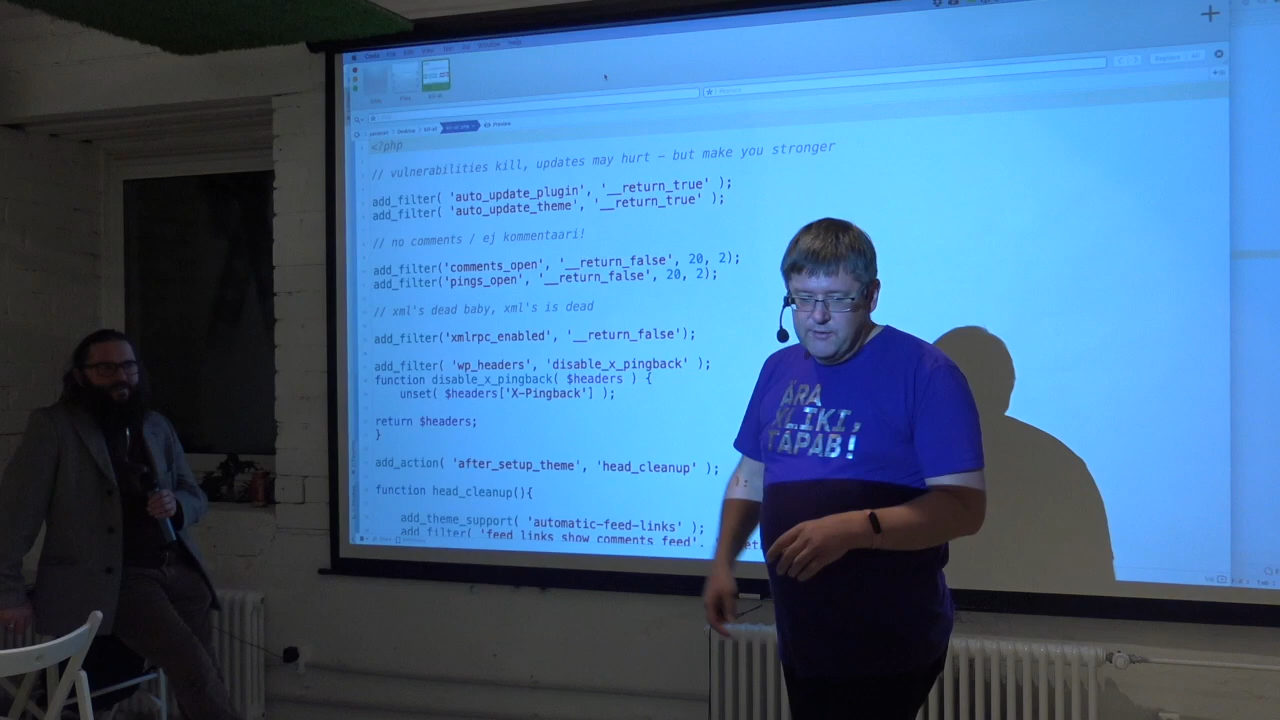 <?php
// vulnerabilities kill, updates may hurt - but make you stronger
add_filter( 'auto_update_plugin', '__return_true' );
add_filter( 'auto_update_theme', '__return_true' );
// no comments / ej kommentaari!
add_filter('comments_open', '__return_false', 20, 2);
add_filter('pings_open', '__return_false', 20, 2);
// xml's dead baby, xml's is dead
add_filter('xmlrpc_enabled', '__return_false');
add_filter( 'wp_headers', 'disable_x_pingback' );
function disable_x_pingback( $headers ) {
unset( $headers['X-Pingback'] );
return $headers;
}
add_action( 'after_setup_theme', 'head_cleanup' );
function head_cleanup(){
add_theme_support( 'automatic-feed-links' );
add_filter( 'feed_links_show_comments_feed',
ÄRA
KLIKI,
TAPAB!